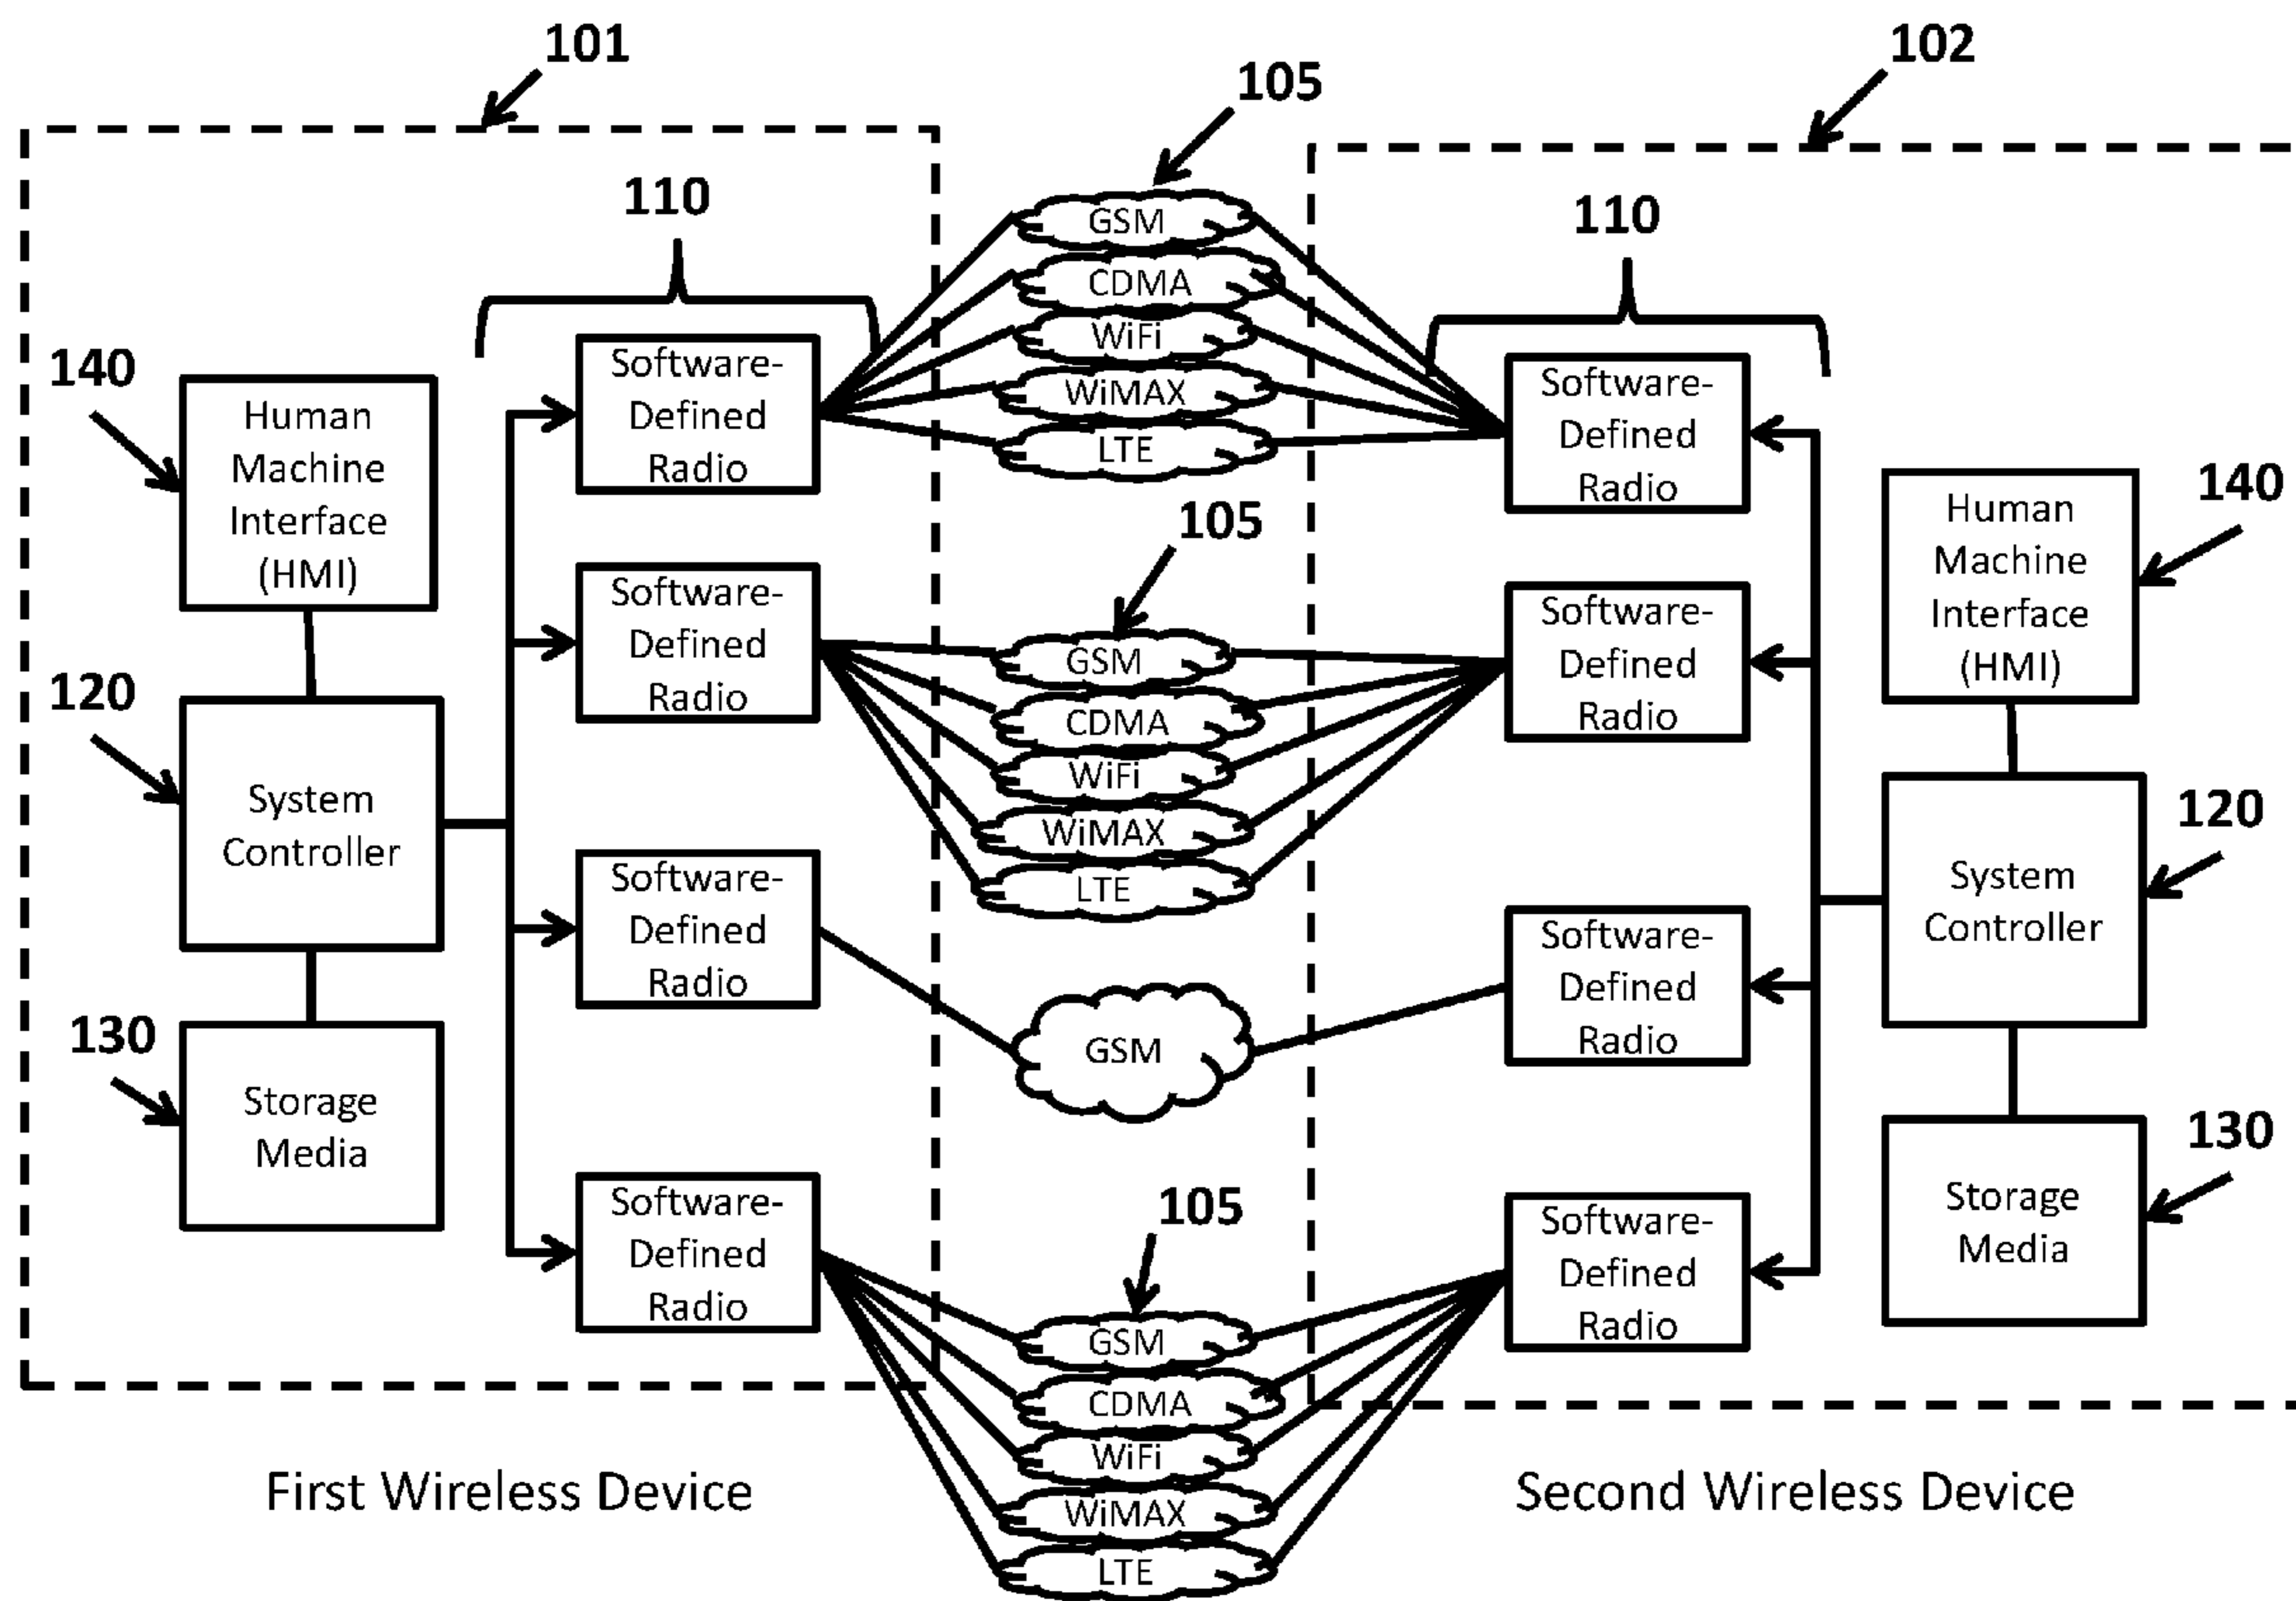 101
102
105
110
110
GSM
CDMA
WiFi
WiMAX
LTE
140
Human
Machine
Interface
(HMI)
Software-
Defined
Radio
Software-
Defined
Radio
140
Human
Machine
Interface
(HMI)
105
Software-
Defined
Radio
GSM
CDMA
WiFi
WiMAX
LTE
Software-
Defined
Radio
120
System
Controller
120
System
Controller
Software-
Defined
Radio
GSM
Software-
Defined
Radio
130
Storage
Media
130
Storage
Media
105
Software-
Defined
Radio
GSM
CDMA
WiFi
WiMAX
LTE
Software-
Defined
Radio
First Wireless Device
Second Wireless Device